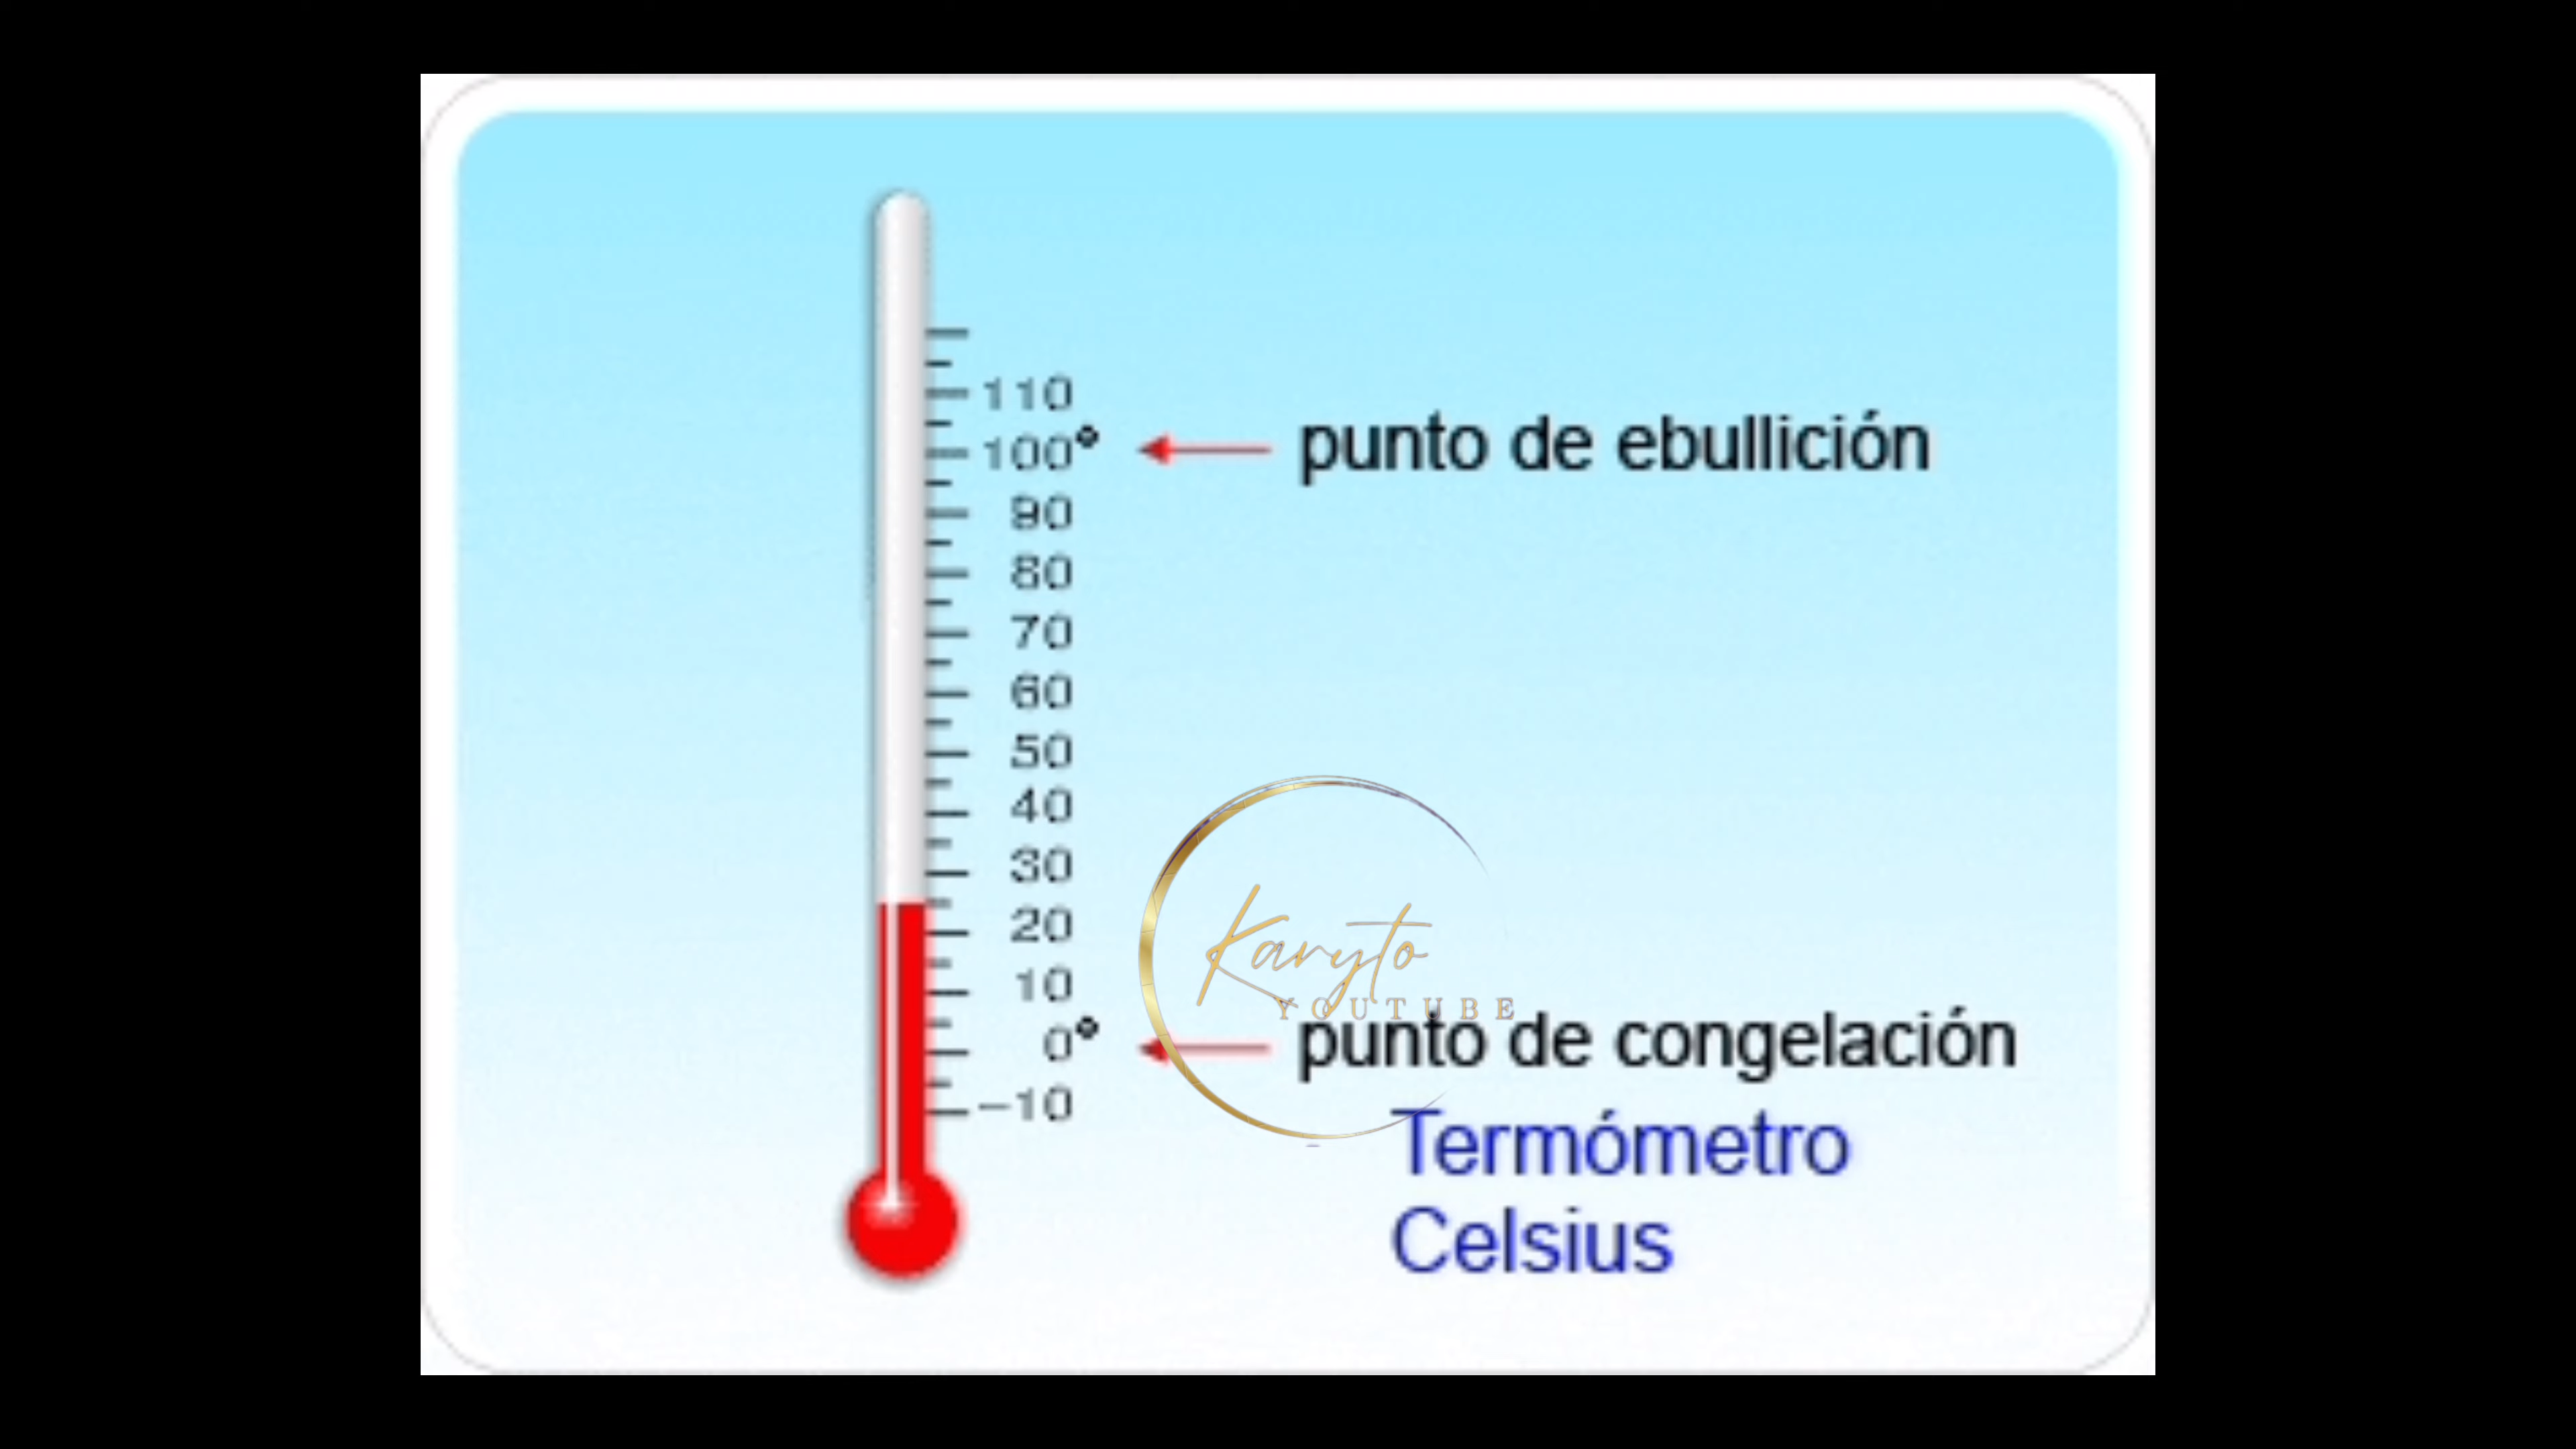 110
100°
punto de ebullición
90
80
70
60
50
40
30
20
Karyto
10
YOUTUBE
0°
punto de congelación
-10
Termómetro
Celsius